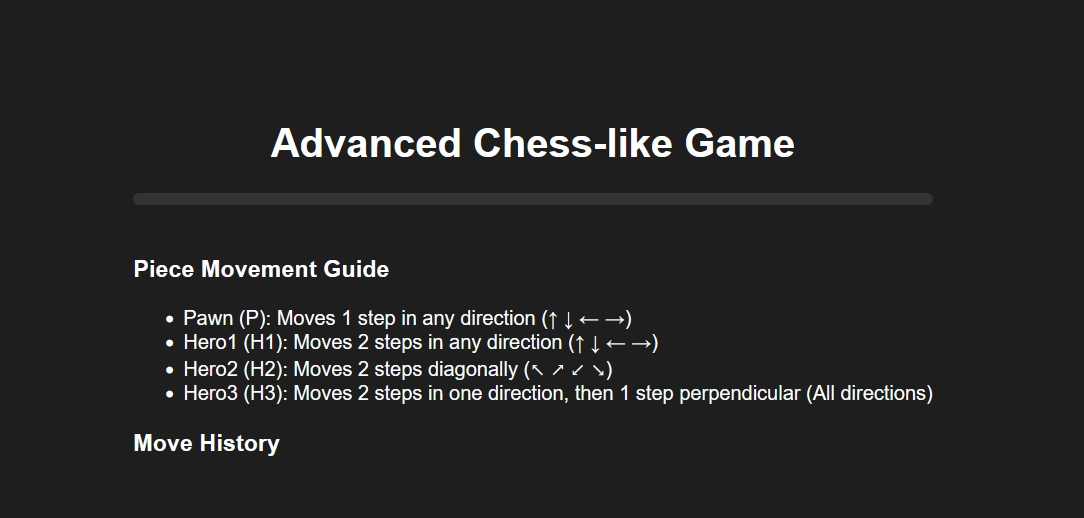 Advanced Chess-like Game
Piece Movement Guide
• Pawn (P): Moves 1 step in any direction (↑ ↓ ← →)
• Hero1 (H1): Moves 2 steps in any direction (↑ ↓ ← →)
• Hero2 (H2): Moves 2 steps diagonally (↖ ↗ ↙ ↘)
• Hero3 (H3): Moves 2 steps in one direction, then 1 step perpendicular (All directions)
Move History